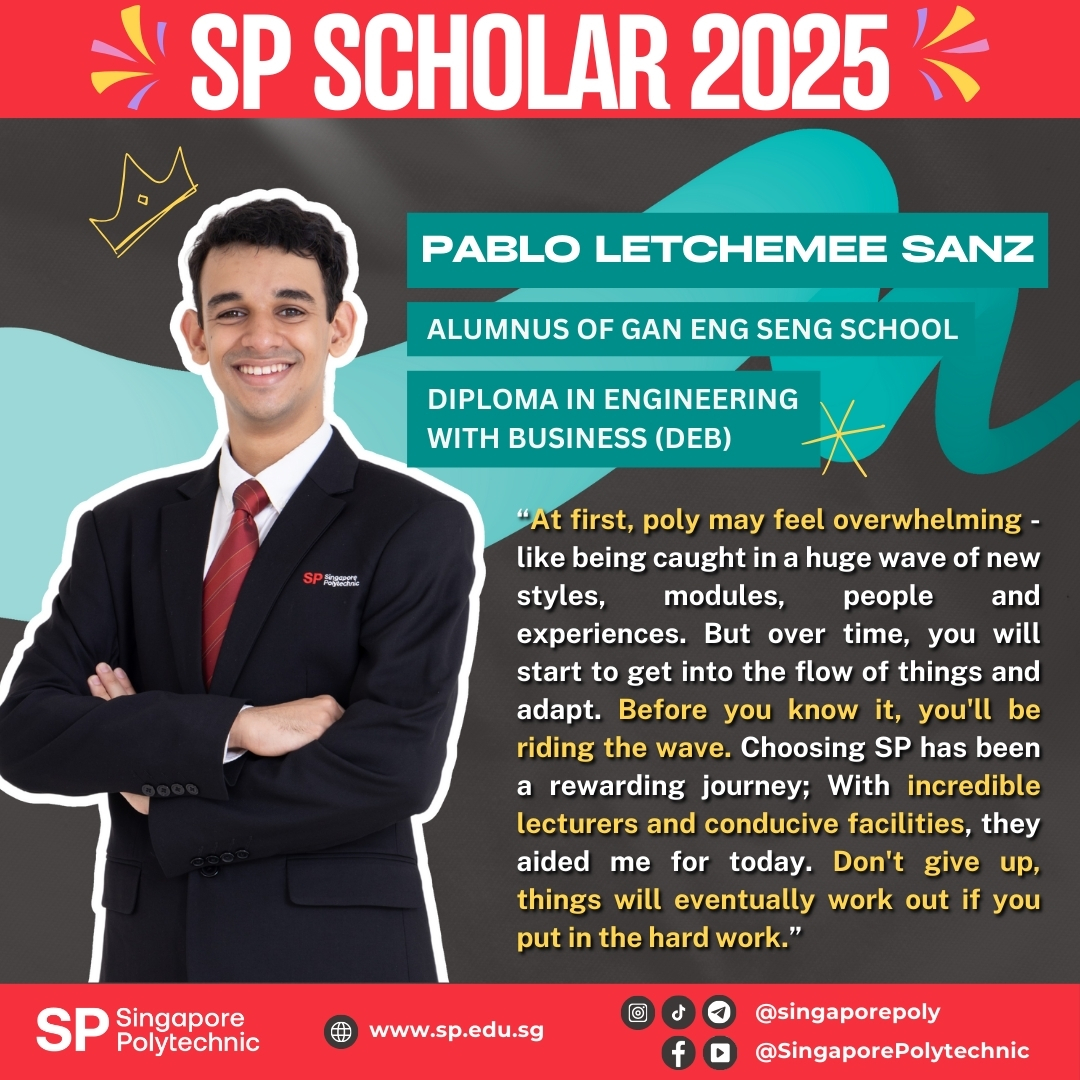 SP SCHOLAR 2025
PABLO LETCHEMEE SANZ
ALUMNUS OF GAN ENG SENG SCHOOL
DIPLOMA IN ENGINEERING
WITH BUSINESS (DEB)
“At first, poly may feel overwhelming -
like being caught in a huge wave of new
styles, modules, people and
experiences. But over time, you will
start to get into the flow of things and
adapt. Before you know it, you'll be
riding the wave. Choosing SP has been
a rewarding journey; With incredible
lecturers and conducive facilities, they
aided me for today. Don't give up,
things will eventually work out if you
put in the hard work.”
SP Singapore
Polytechnic
SP Singapore
Polytechnic
www.sp.edu.sg
@singaporepoly
@SingaporePolytechnic